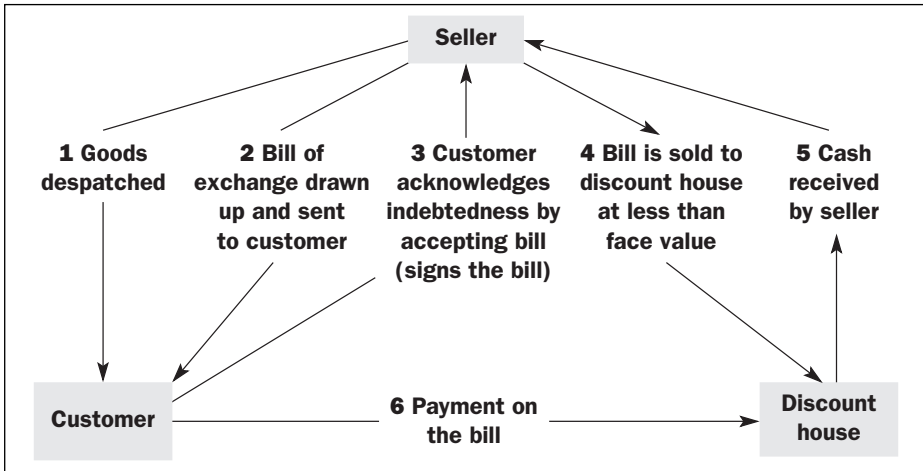 Seller
1 Goods
despatched
2 Bill of
exchange drawn
up and sent
to customer
3 Customer
acknowledges
indebtedness by
accepting bill
(signs the bill)
4 Bill is sold to
discount house
at less than
face value
5 Cash
received
by seller
Customer
6 Payment on
the bill
Discount
house